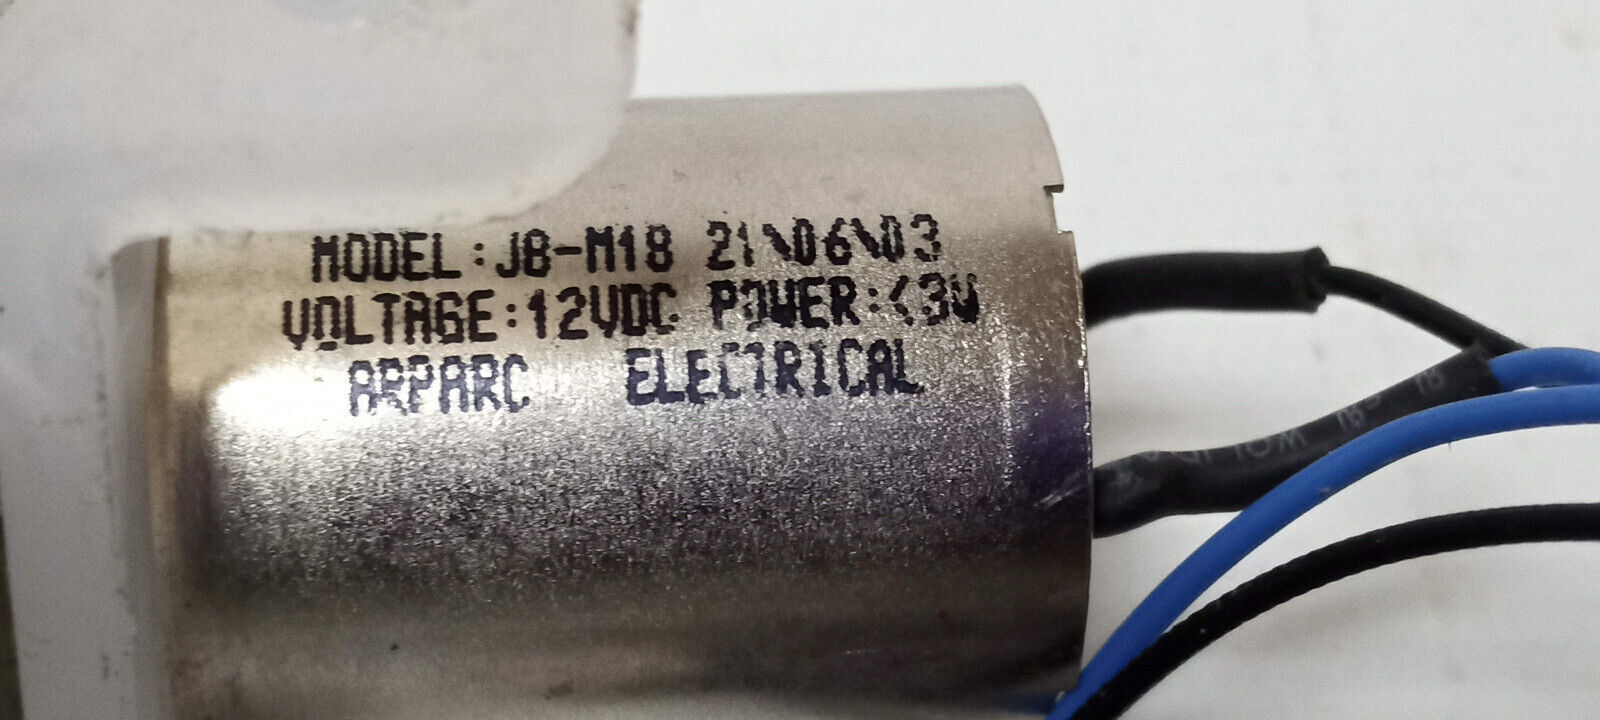 MODEL:JB-M18 21\06\03
VOLTAGE:12VDC POWER:<3W
ARPARC ELECTRICAL